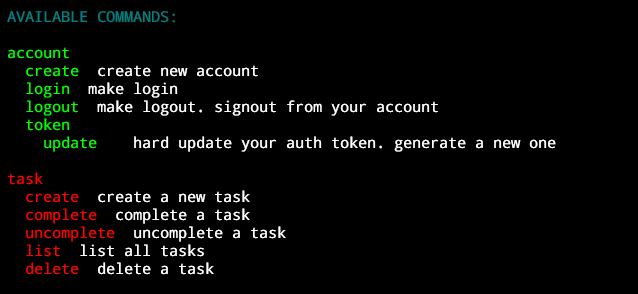 AVAILABLE COMMANDS:
account
create create new account
login make login
logout make logout. signout from your account
token
update hard update your auth token. generate a new one
task
create create a new task
complete complete a task
uncomplete uncomplete a task
list list all tasks
delete delete a task